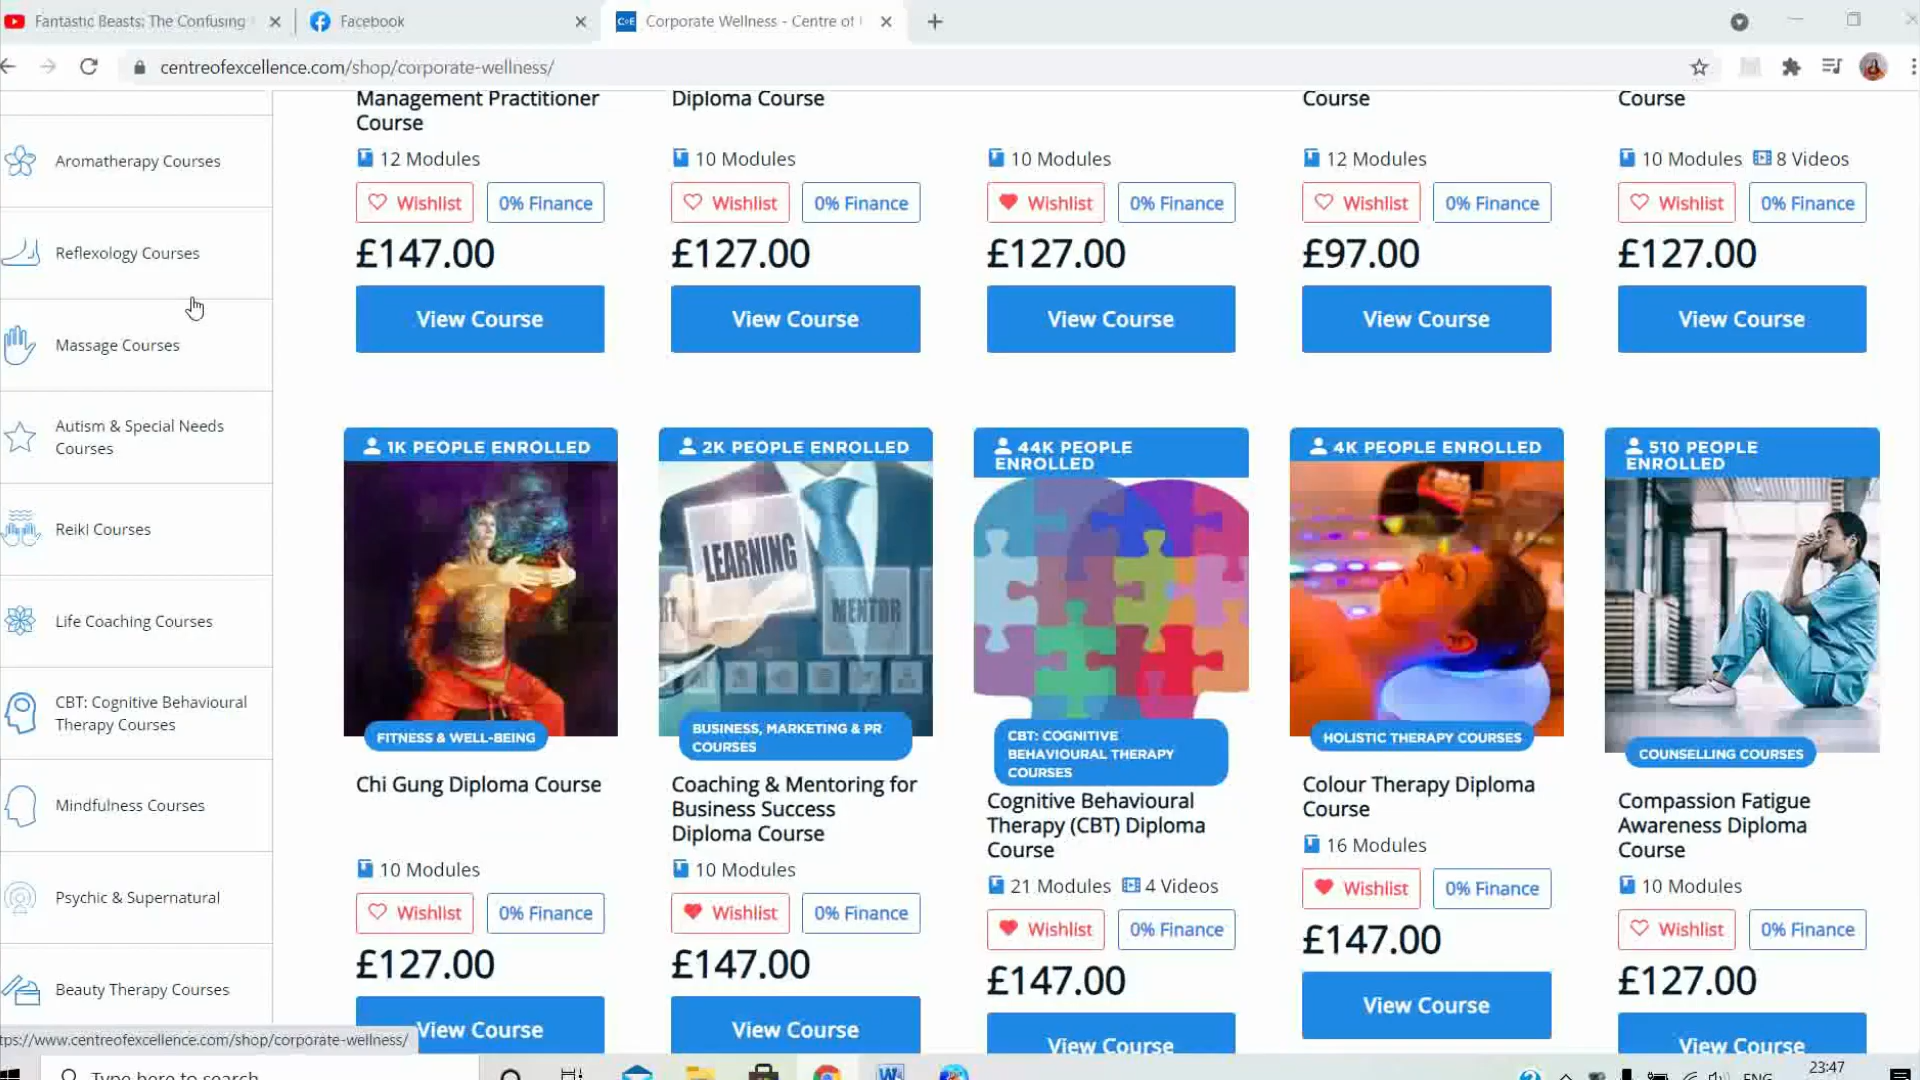 Fantastic Beasts: The Confusing
Facebook
Corporate Wellness - Centre of
centreofexcellence.com/shop/corporate-wellness/
Aromatherapy Courses
Reflexology Courses
Massage Courses
Autism & Special Needs
Courses
Reiki Courses
Life Coaching Courses
CBT: Cognitive Behavioural
Therapy Courses
Mindfulness Courses
Psychic & Supernatural
Beauty Therapy Courses
Management Practitioner
Course
12 Modules
Wishlist 0% Finance
£147.00
View Course
Diploma Course
10 Modules
Wishlist 0% Finance
£127.00
View Course
10 Modules
Wishlist 0% Finance
£127.00
View Course
Course
12 Modules
Wishlist 0% Finance
£97.00
View Course
Course
10 Modules 8 Videos
Wishlist 0% Finance
£127.00
View Course
1K PEOPLE ENROLLED
FITNESS & WELL-BEING
Chi Gung Diploma Course
10 Modules
Wishlist 0% Finance
£127.00
View Course
2K PEOPLE ENROLLED
LEARNING
MENTOR
BUSINESS, MARKETING & PR
COURSES
Coaching & Mentoring for
Business Success
Diploma Course
10 Modules
Wishlist 0% Finance
£147.00
View Course
44K PEOPLE
ENROLLED
CBT: COGNITIVE
BEHAVIOURAL THERAPY
COURSES
Cognitive Behavioural
Therapy (CBT) Diploma
Course
21 Modules 4 Videos
Wishlist 0% Finance
£147.00
View Course
4K PEOPLE ENROLLED
HOLISTIC THERAPY COURSES
Colour Therapy Diploma
Course
16 Modules
Wishlist 0% Finance
£147.00
View Course
510 PEOPLE
ENROLLED
COUNSELLING COURSES
Compassion Fatigue
Awareness Diploma
Course
10 Modules
Wishlist 0% Finance
£127.00
View Course
tps://www.centreofexcellence.com/shop/corporate-wellness/
Type here to search
ENG
23:47